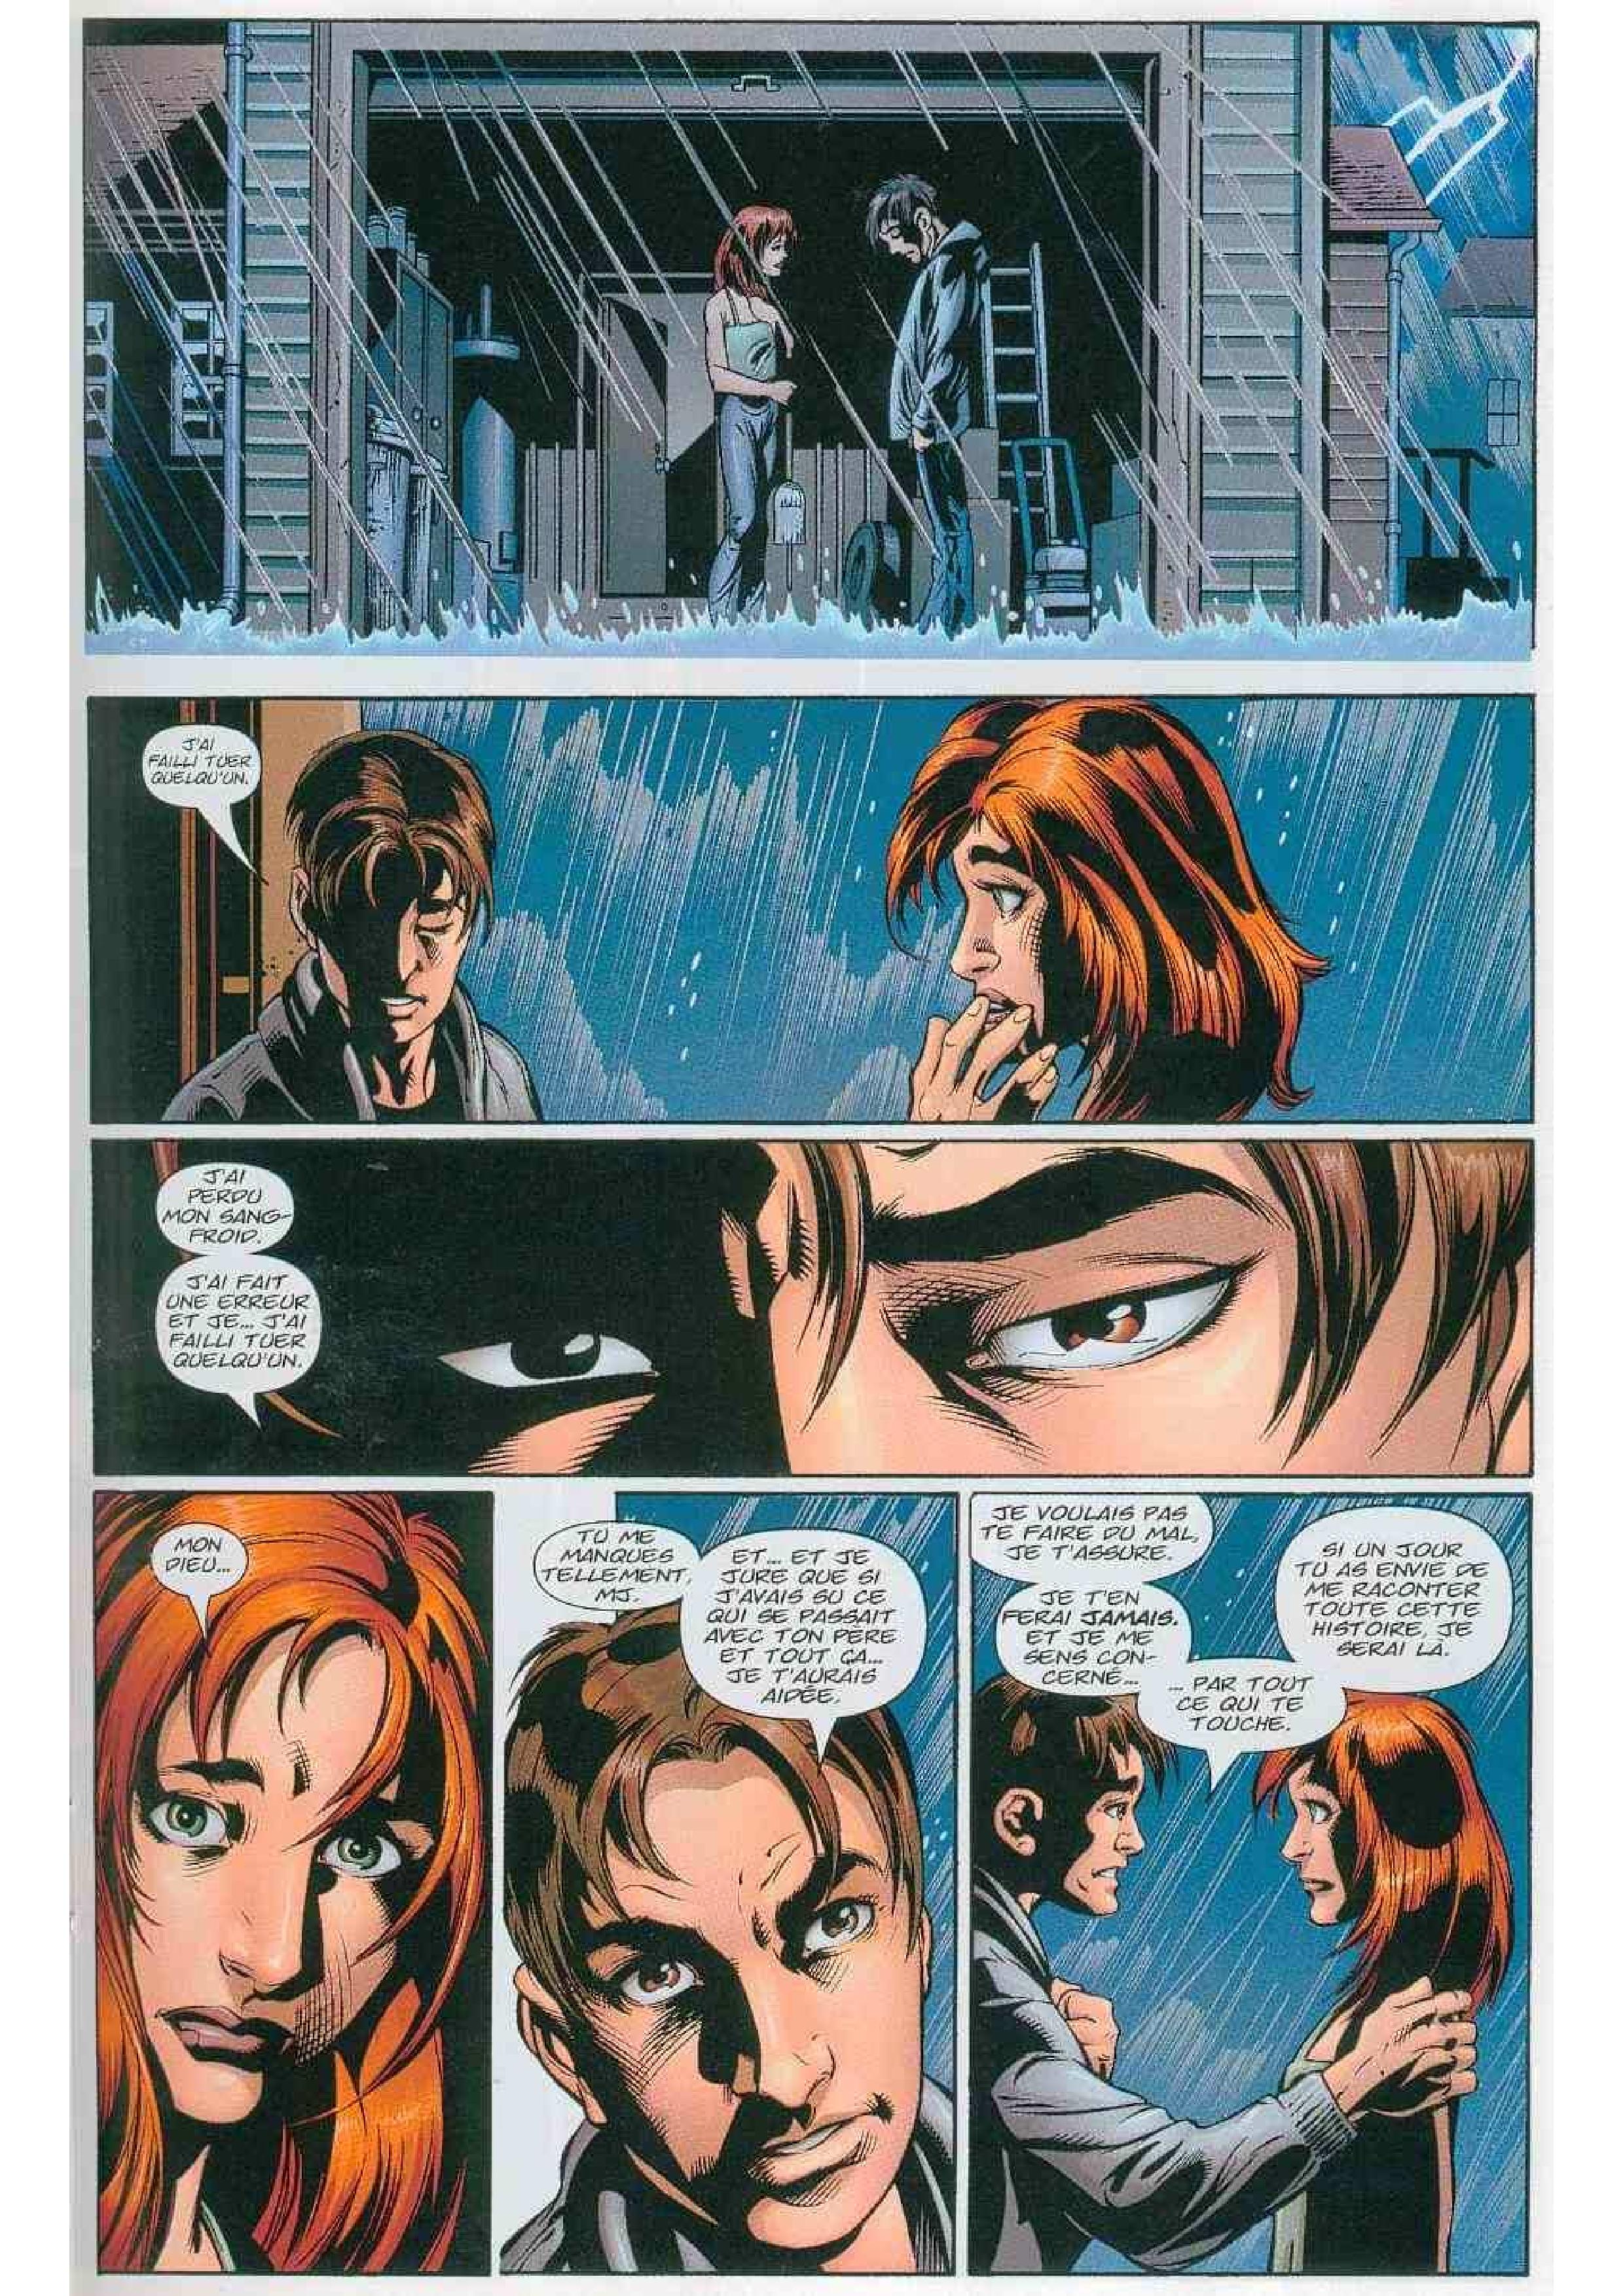 J'AI
FAILLI TUER
QUELQU'UN.
J'AI
PERDU
MON SANG-
FROID.
J'AI FAIT
UNE ERREUR
ET JE... J'AI
FAILLI TUER
QUELQU'UN.
MON
DIEU...
TU ME
MANQUES
TELLEMENT,
MJ.
ET... ET JE
JURE QUE SI
J'AVAIS SU CE
QUI SE PASSAIT
AVEC TON PÈRE
ET TOUT ÇA...
JE T'AURAIS
AIDÉE.
JE VOULAIS PAS
TE FAIRE DU MAL,
JE T'ASSURE.
JE T'EN
FERAI JAMAIS.
ET JE ME
SENS CON-
CERNÉ...
... PAR TOUT
CE QUI TE
TOUCHE.
SI UN JOUR
TU AS ENVIE DE
ME RACONTER
TOUTE CETTE
HISTOIRE, JE
SERAI LÀ.